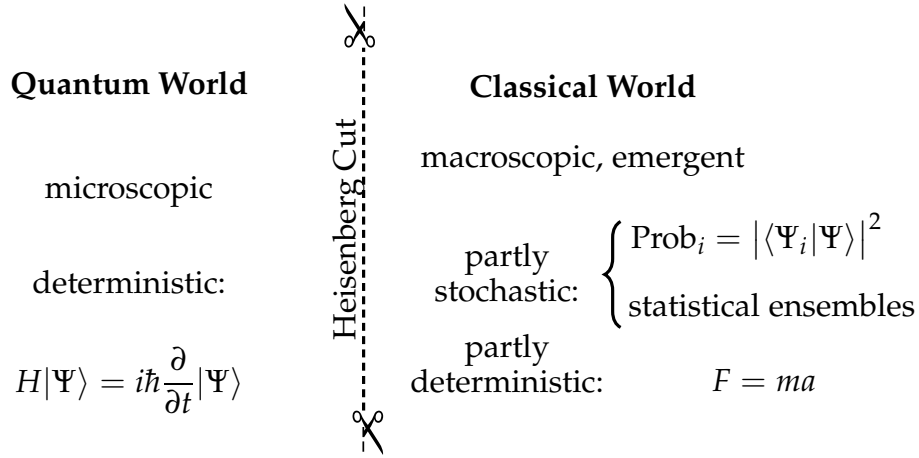 Quantum World
microscopic
deterministic:
H|Ψ⟩ = iħ ∂/∂t |Ψ⟩
Heisenberg Cut
Classical World
macroscopic, emergent
partly
stochastic:
Prob_i = |⟨Ψ_i|Ψ⟩|^2
statistical ensembles
partly
deterministic:
F = ma